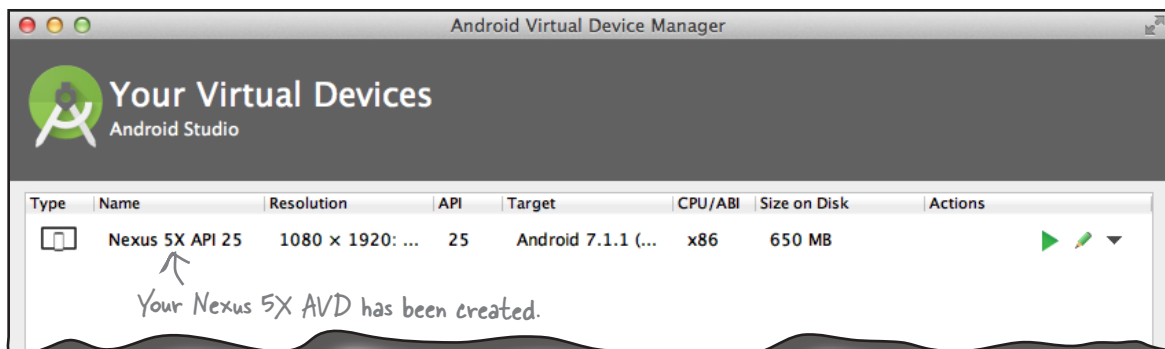 Android Virtual Device Manager
Your Virtual Devices
Android Studio
Type Name Resolution API Target CPU/ABI Size on Disk Actions
Nexus 5X API 25 1080 × 1920: ... 25 Android 7.1.1 (... x86 650 MB
Your Nexus 5X AVD has been created.